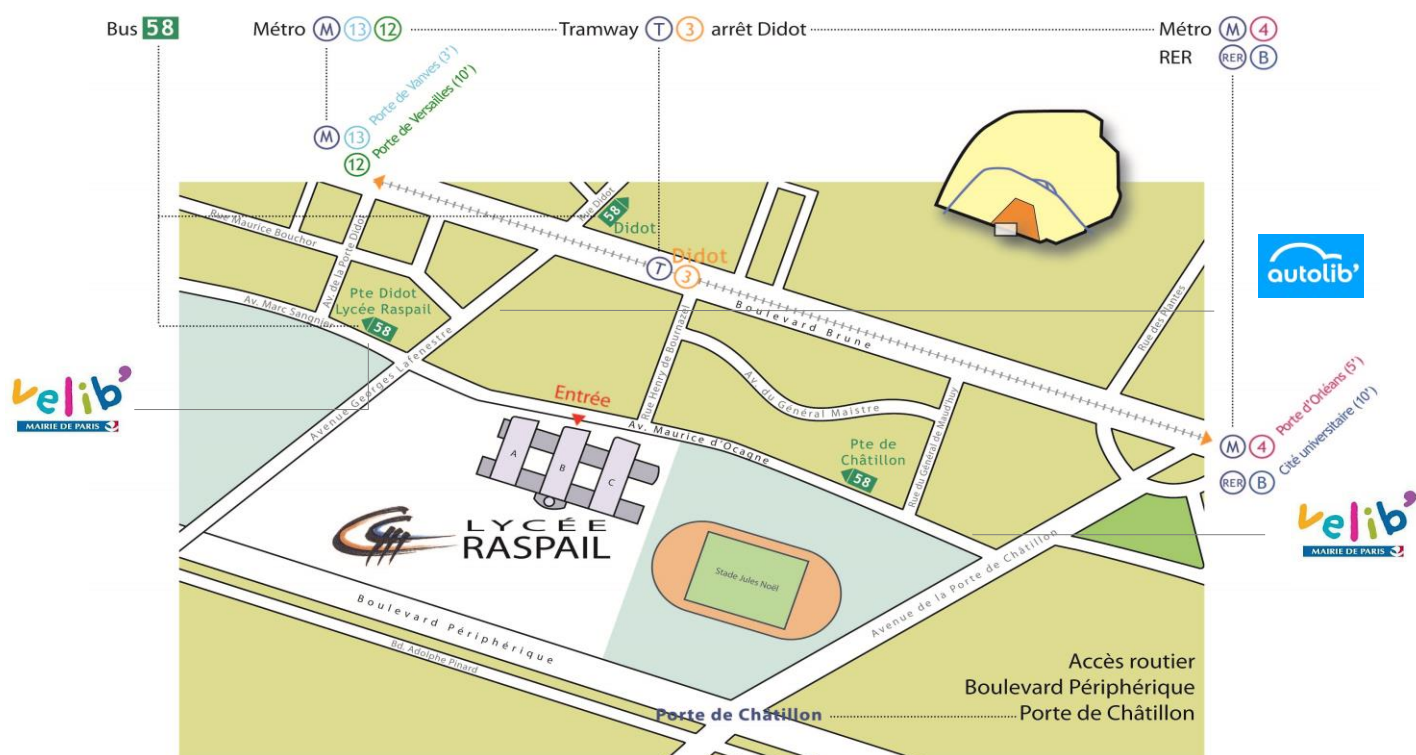 Bus 58
Métro M 13 12
Tramway T 3 arrêt Didot
Métro M 4
RER RER B
M 13 Porte de Vanves (3')
12 Porte de Versailles (10')
Rue Didot
58
Didot
Rue Maurice Bouchor
Av. de la Porte Didot
Didot
T 3
autolib'
Pte Didot
Lycée Raspail
58
Av. Marc Sangnier
Boulevard Brune
Rue des Plantes
Rue Henry de Bournazel
Avenue Georges Lafenestre
velib'
MAIRIE DE PARIS
Av. du Général Maistre
Rue du Général de Maud'huy
Entrée
Av. Maurice d'Ocagne
Pte de
Châtillon
58
M 4 Porte d'Orléans (5')
RER B Cité universitaire (10')
A
B
C
LYCÉE
RASPAIL
velib'
MAIRIE DE PARIS
Stade Jules Noël
Avenue de la Porte de Châtillon
Boulevard Périphérique
Bd. Adolphe Pinard
Accès routier
Boulevard Périphérique
Porte de Châtillon
Porte de Châtillon